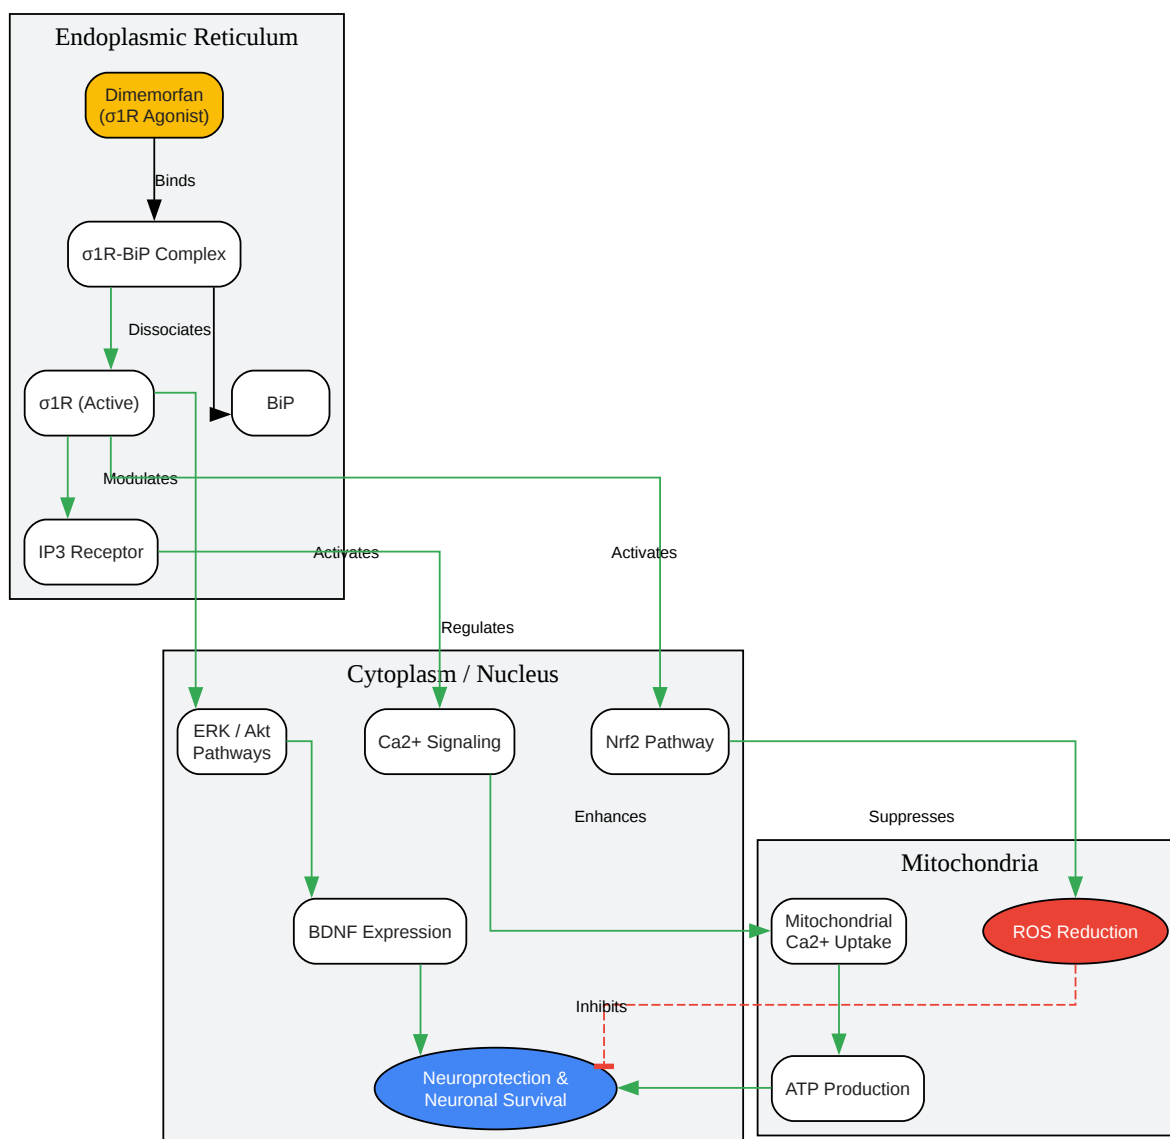 Endoplasmic Reticulum
Dimemorfan
(σ1R Agonist)
Binds
σ1R-BiP Complex
Dissociates
σ1R (Active)
BiP
Modulates
IP3 Receptor
Activates
Activates
Regulates
Cytoplasm / Nucleus
ERK / Akt
Pathways
Ca2+ Signaling
Nrf2 Pathway
Enhances
Suppresses
Mitochondria
BDNF Expression
Mitochondrial
Ca2+ Uptake
ROS Reduction
Inhibits
Neuroprotection &
Neuronal Survival
ATP Production